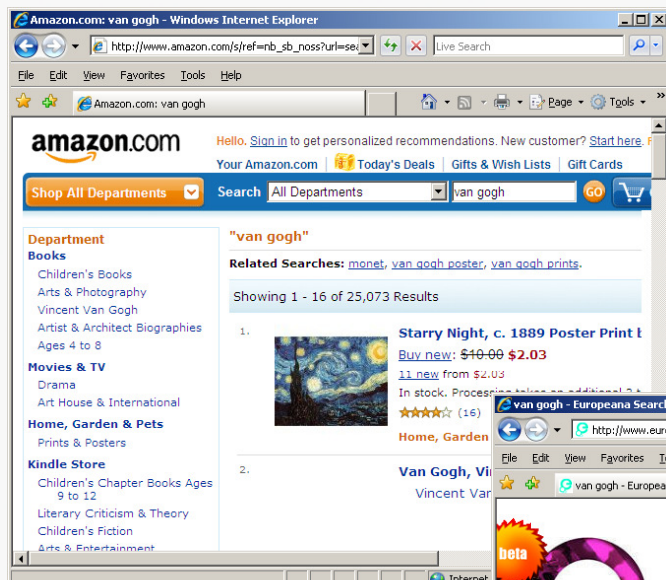 Amazon.com: van gogh - Windows Internet Explorer
http://www.amazon.com/s/ref=nb_sb_noss?url=sea
Live Search
File Edit View Favorites Tools Help
Amazon.com: van gogh
Page Tools »
amazon.com
Hello. Sign in to get personalized recommendations. New customer? Start here.
Your Amazon.com Today's Deals Gifts & Wish Lists Gift Cards
Shop All Departments
Search All Departments van gogh GO
Department
Books
Children's Books
Arts & Photography
Vincent Van Gogh
Artist & Architect Biographies
Ages 4 to 8
Movies & TV
Drama
Art House & International
Home, Garden & Pets
Prints & Posters
Kindle Store
Children's Chapter Books Ages
9 to 12
Literary Criticism & Theory
Children's Fiction
Arts & Entertainment
"van gogh"
Related Searches: monet, van gogh poster, van gogh prints.
Showing 1 - 16 of 25,073 Results
1.
Starry Night, c. 1889 Poster Print
Buy new: $10.00 $2.03
11 new from $2.03
In stock.
(16)
Home, Garden
2.
Van Gogh, Vi
Vincent Var
Internet
van gogh - Europeana Searc
http://www.eur
File Edit View Favorites
van gogh - Europea
beta